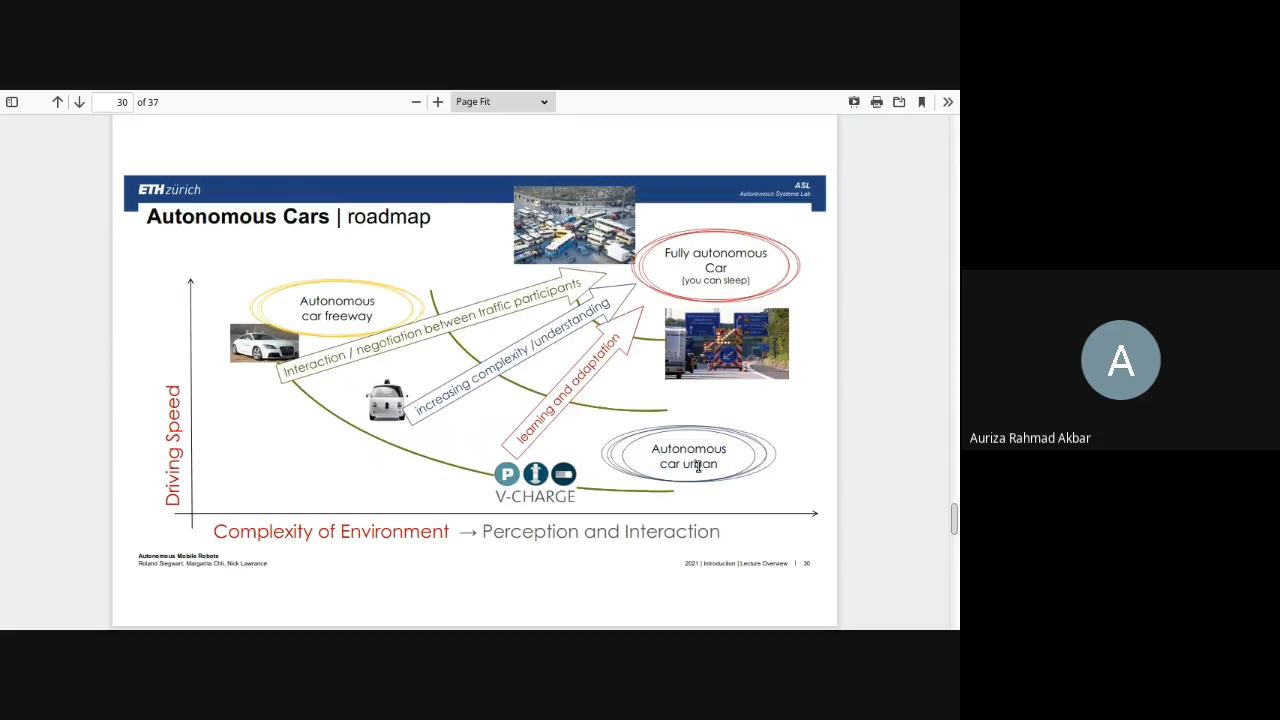 30 of 37
Page Fit
ETH zürich
ASL
Autonomous Systems Lab
Autonomous Cars | roadmap
Fully autonomous
Car
(you can sleep)
Autonomous
car freeway
Interaction / negotiation between traffic participants
increasing complexity /understanding
learning and adaptation
Driving Speed
Autonomous
car urban
P
V-CHARGE
Complexity of Environment → Perception and Interaction
Autonomous Mobile Robots
Roland Siegwart, Margarita Chli, Nick Lawrance
2021 | Introduction | Lecture Overview | 30
A
Auriza Rahmad Akbar